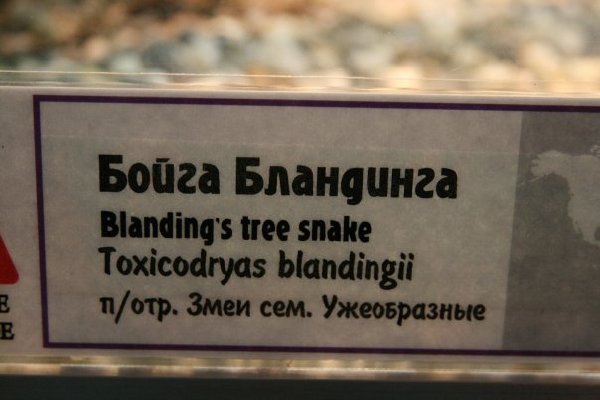 Бойга Бландинга
Blanding's tree snake
Toxicodryas blandingii
п/отр. Змеи сем. Ужеобразные
Е
Е